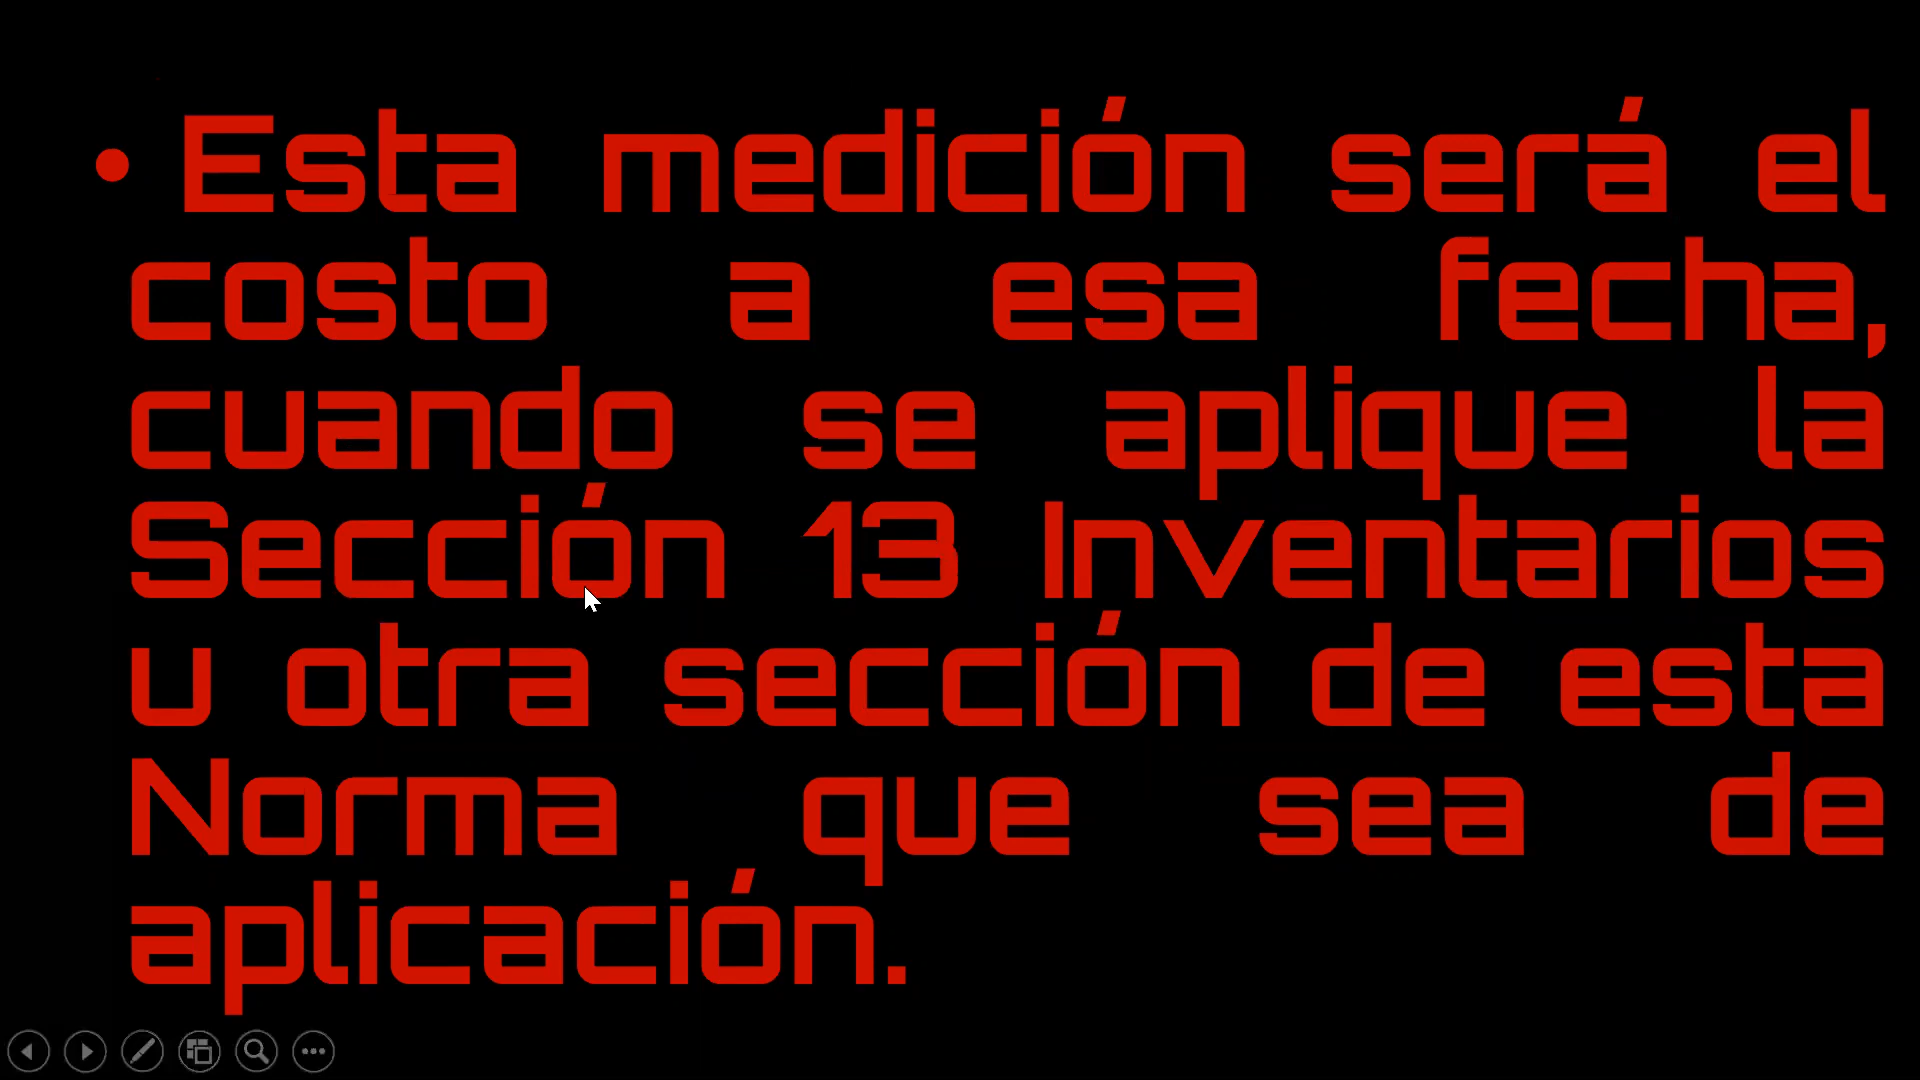 • Esta medición será el
costo a esa fecha,
cuando se aplique la
Sección 13 Inventarios
u otra sección de esta
Norma que sea de
aplicación.